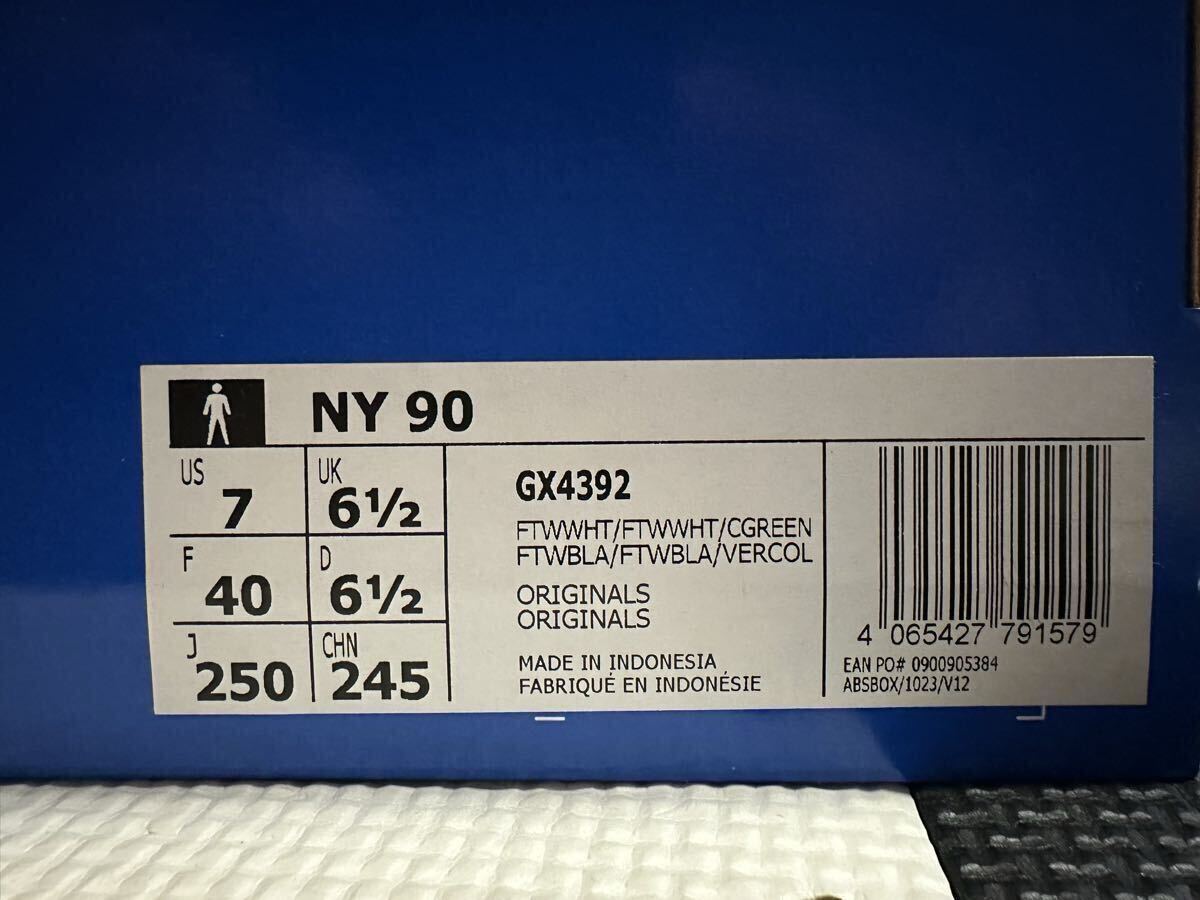 NY 90
US 7
UK 6½
F 40
D 6½
J 250
CHN 245
GX4392
FTWWHT/FTWWHT/CGREEN
FTWBLA/FTWBLA/VERCOL
ORIGINALS
ORIGINALS
MADE IN INDONESIA
FABRIQUÉ EN INDONÉSIE
4 065427 791579
EAN PO# 0900905384
ABSBOX/1023/V12